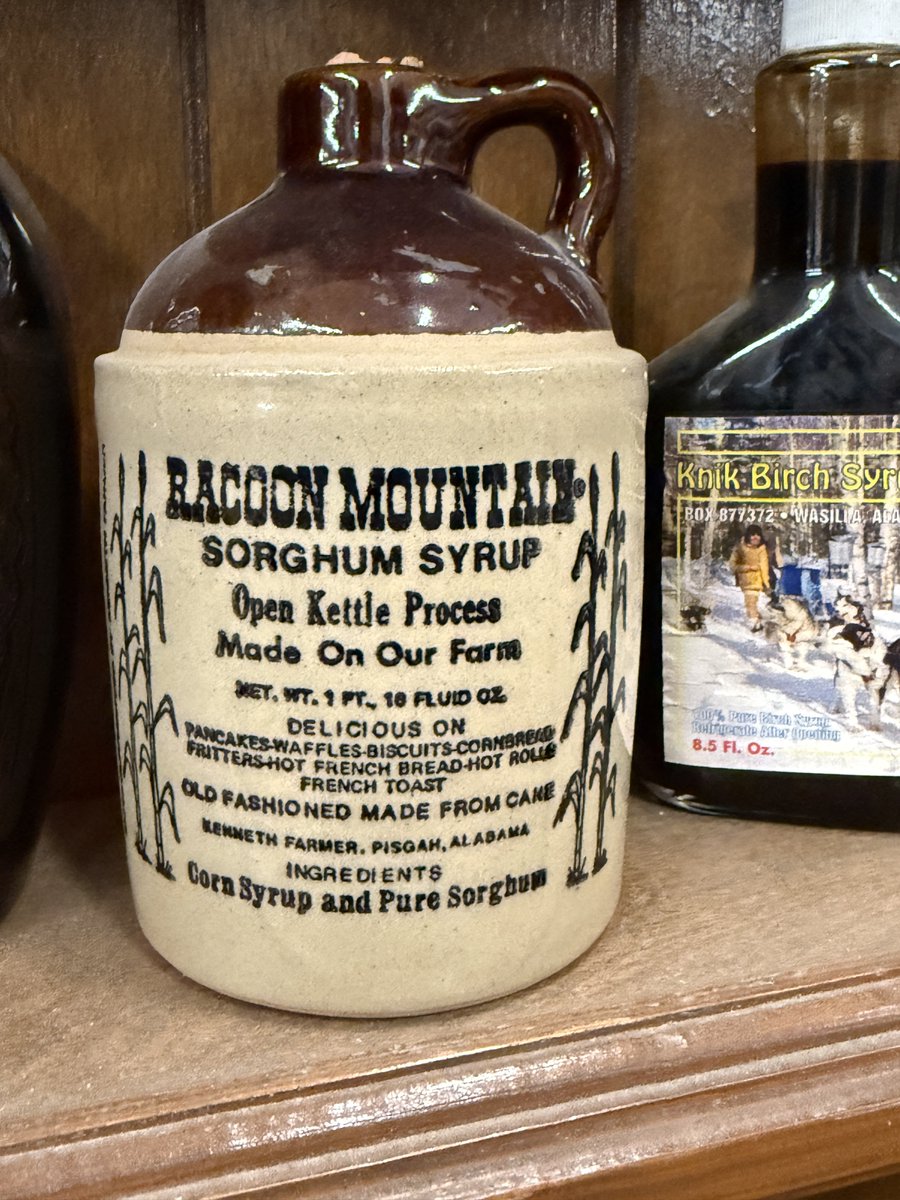 RACOON MOUNTAIN®
SORGHUM SYRUP
Open Kettle Process
Made On Our Farm
NET. WT. 1 PT., 16 FLUID OZ.
DELICIOUS ON
PANCAKES-WAFFLES-BISCUITS-CORNBREAD-
FRITTERS-HOT FRENCH BREAD-HOT ROLLS
FRENCH TOAST
OLD FASHIONED MADE FROM CANE
KENNETH FARMER, PISGAH, ALABAMA
INGREDIENTS
Corn Syrup and Pure Sorghum
Knik Birch Syru
BOX 877372 • WASILLA, ALA
100% Pure Birch Syrup
Refrigerate After Opening
8.5 Fl. Oz.